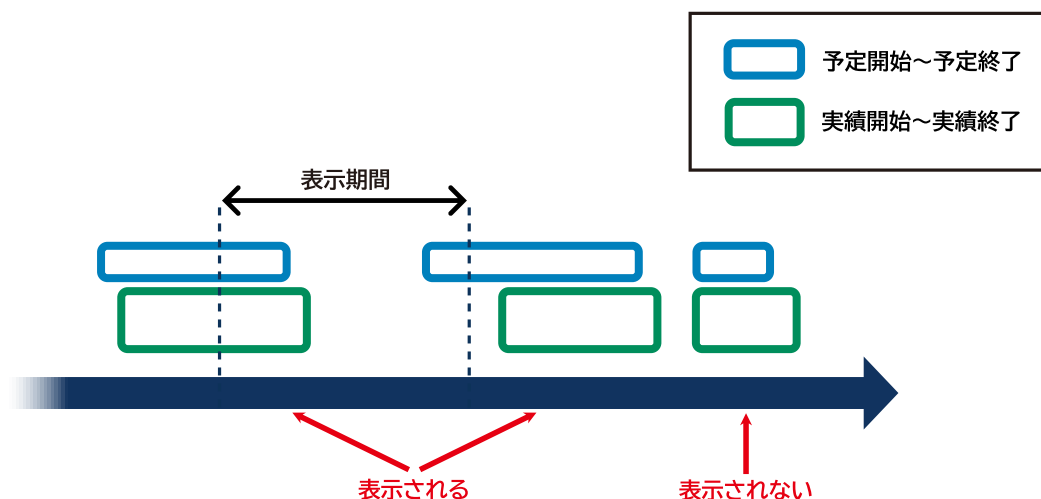 予定開始～予定終了
実績開始～実績終了
表示期間
表示される
表示されない